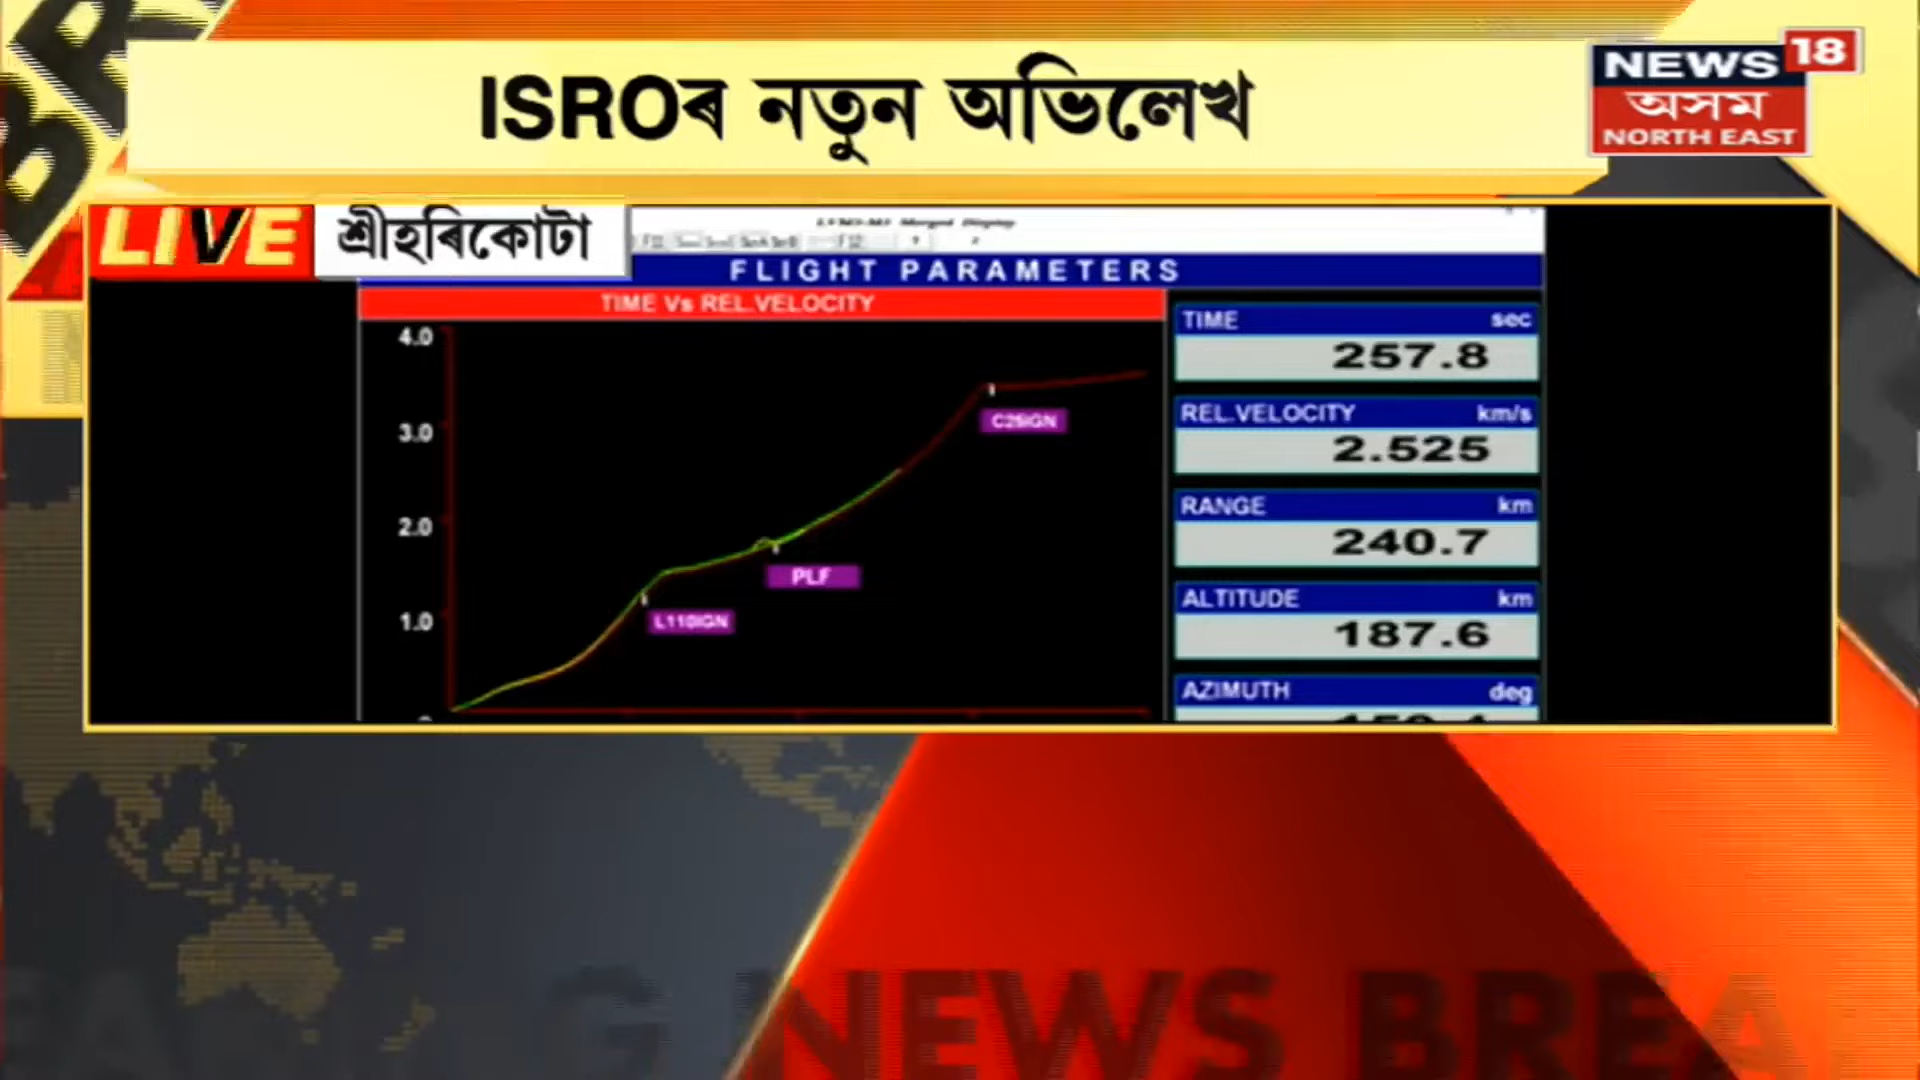 ISROৰ নতুন অভিলেখ
NEWS 18
অসম
NORTH EAST
LIVE
শ্ৰীহৰিকোটা
FLIGHT PARAMETERS
TIME Vs REL.VELOCITY
4.0
3.0
2.0
1.0
C25IGN
PLF
L110IGN
TIME sec
257.8
REL.VELOCITY km/s
2.525
RANGE km
240.7
ALTITUDE km
187.6
AZIMUTH deg
NEWS BREA